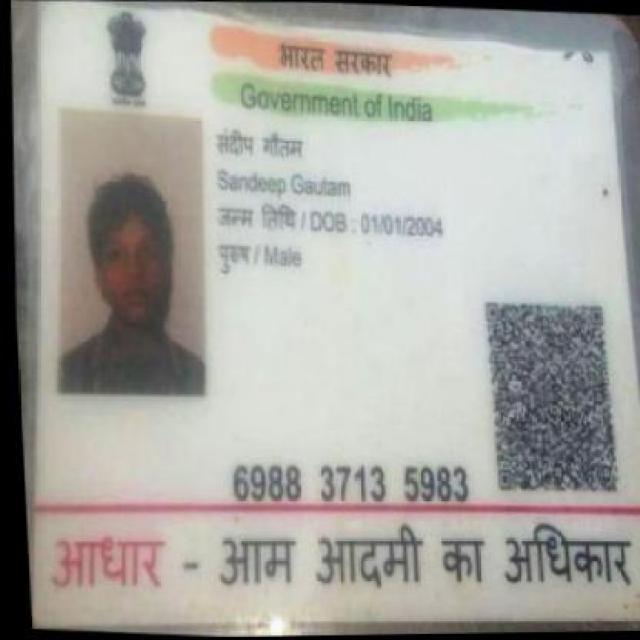 भारत सरकार
Government of India
संदीप गौतम
Sandeep Gautam
जन्म तिथि / DOB : 01/01/2004
पुरुष / Male
6988 3713 5983
आधार - आम आदमी का अधिकार